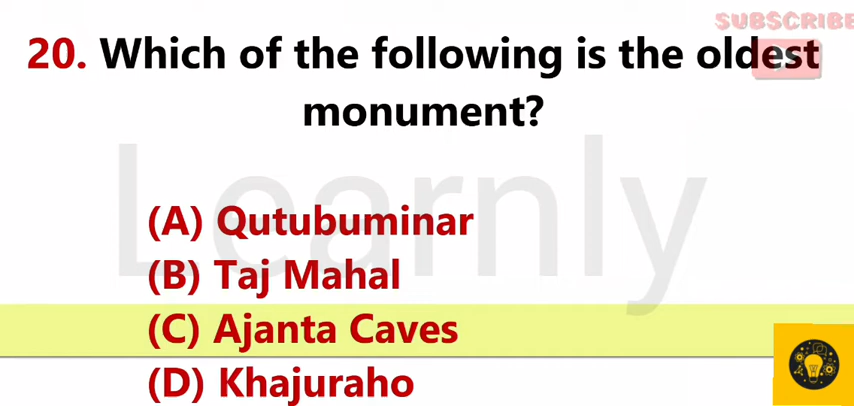 SUBSCRIBE
20. Which of the following is the oldest
monument?
Learnly
(A) Qutubuminar
(B) Taj Mahal
(C) Ajanta Caves
(D) Khajuraho